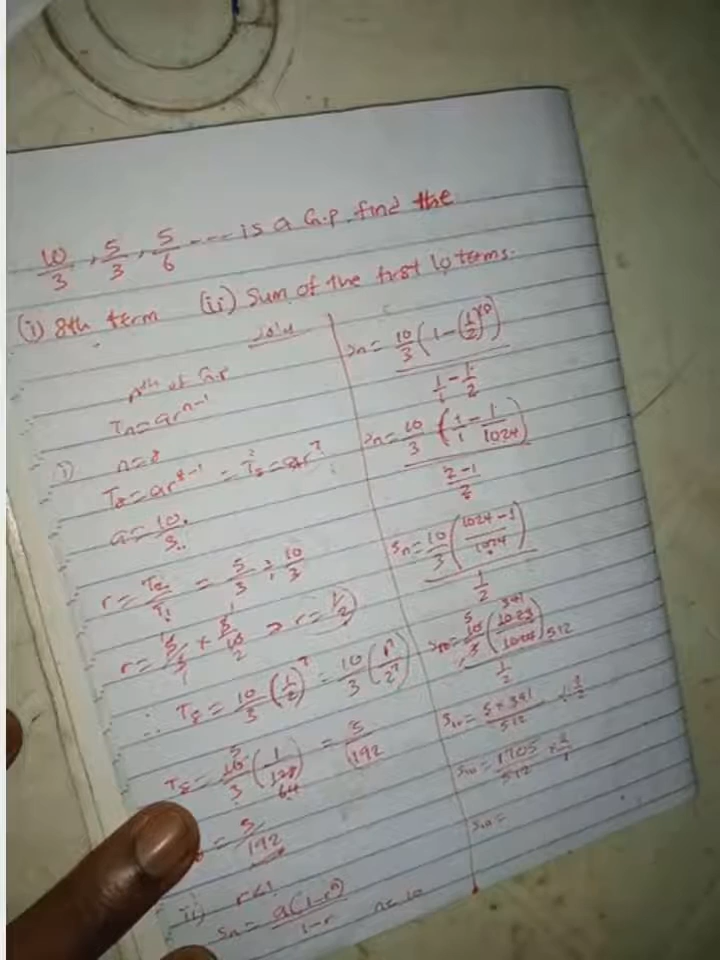 10/3, 5/3, 5/6 --- is a G.p. find the
(i) 8th term (ii) Sum of the first 10 terms.
Sol'n
nth of G.p
Tn=ar^n-1
i) n=8
T8=ar^8-1 = T8=ar^7
a=10/3
r=T2/T1 = 5/3 ÷ 10/3
r=5/3 × 3/10 ⇒ r=1/2
∴ T8=10/3(1/2)^7=10/3(1^7/2^7)
T8=10/3(1/128) = 5/192
= 5/192
ii) r<1
Sn=a(1-r^n)/1-r n=10
Sn=10/3(1-(1/2)^10)/1/1-1/2
Sn=10/3(1/1-1/1024)/2-1/2
Sn=10/3(1024-1/1024)/1/2
S10=10/3(1023/1024)/1/2
S10=5×341/512 ÷ 1/2
S10=1705/512 × 2/1
S10=